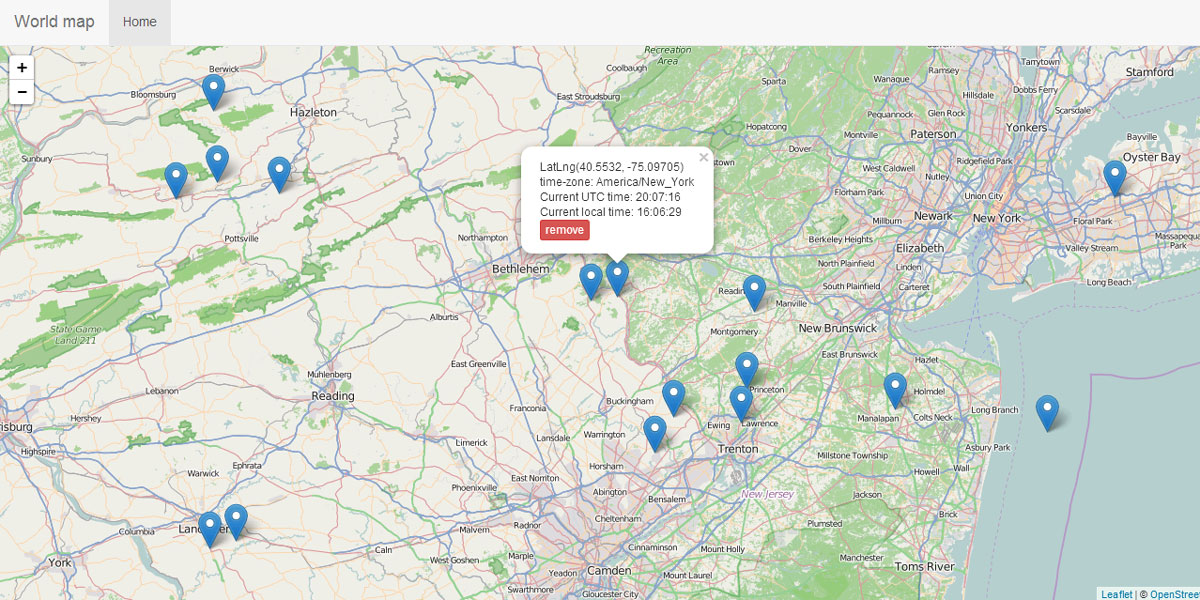 World map
Home
+
−
Recreation
Area
Tarrytown
Stamford
Berwick
Coolbaugh
Sparta
Wanaque
Ramsey
Dobbs Ferry
Bloomsburg
East Stroudsburg
Hillsdale
Scarsdale
Hazleton
Pequannock
Glen Rock
Hopatcong
Montville
Paterson
Yonkers
Bayville
Sunbury
Dover
Ridgefield Park
Oyster Bay
West Caldwell
Nutley
Florham Park
Union City
Newark
New York
Floral Park
Millburn
Massapequa
Park
Valley Stream
Berkeley Heights
Elizabeth
Pottsville
Northampton
Bethlehem
North Plainfield
Linden
Carteret
Long Beach
South Plainfield
Manville
LatLng(40.5532, -75.09705)
time-zone: America/New_York
Current UTC time: 20:07:16
Current local time: 16:06:29
remove
×
Alburtis
Montgomery
New Brunswick
State Game
Land 211
East Greenville
East Brunswick
Hazlet
Muhlenberg
Reading
Lebanon
Princeton
Holmdel
Buckingham
Franconia
Long Branch
Hershey
Manalapan
Colts Neck
Ewing
Lawrence
Highspire
Limerick
Lansdale
Warrington
Trenton
Asbury Park
Millstone Township
Ephrata
Horsham
Howell
Wall
Warwick
East Norriton
Phoenixville
Abington
Bensalem
New Jersey
Jackson
Brick
Columbia
Malvern
Radnor
Cheltenham
Plumsted
York
Caln
West Goshen
Marple
Cinnaminson
Mount Holly
Manchester
Toms River
Yeadon
Camden
Mount Laurel
Swarthmore
Gloucester City
Leaflet | © OpenStree